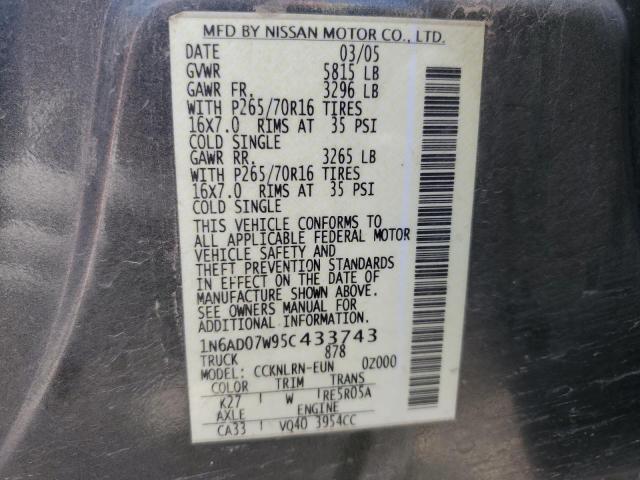 MFD BY NISSAN MOTOR CO., LTD.
DATE 03/05
GVWR 5815 LB
GAWR FR. 3296 LB
WITH P265/70R16 TIRES
16X7.0 RIMS AT 35 PSI
COLD SINGLE
GAWR RR. 3265 LB
WITH P265/70R16 TIRES
16X7.0 RIMS AT 35 PSI
COLD SINGLE
THIS VEHICLE CONFORMS TO
ALL APPLICABLE FEDERAL MOTOR
VEHICLE SAFETY AND
THEFT PREVENTION STANDARDS
IN EFFECT ON THE DATE OF
MANUFACTURE SHOWN ABOVE.
SEE OWNERS MANUAL FOR
ADDITIONAL INFORMATION
1N6AD07W95C433743
TRUCK 878
MODEL: CCKNLRN-EUN 0Z000
COLOR TRIM TRANS
K27 W RE5R05A
AXLE ENGINE
CA33 VQ40 3954CC